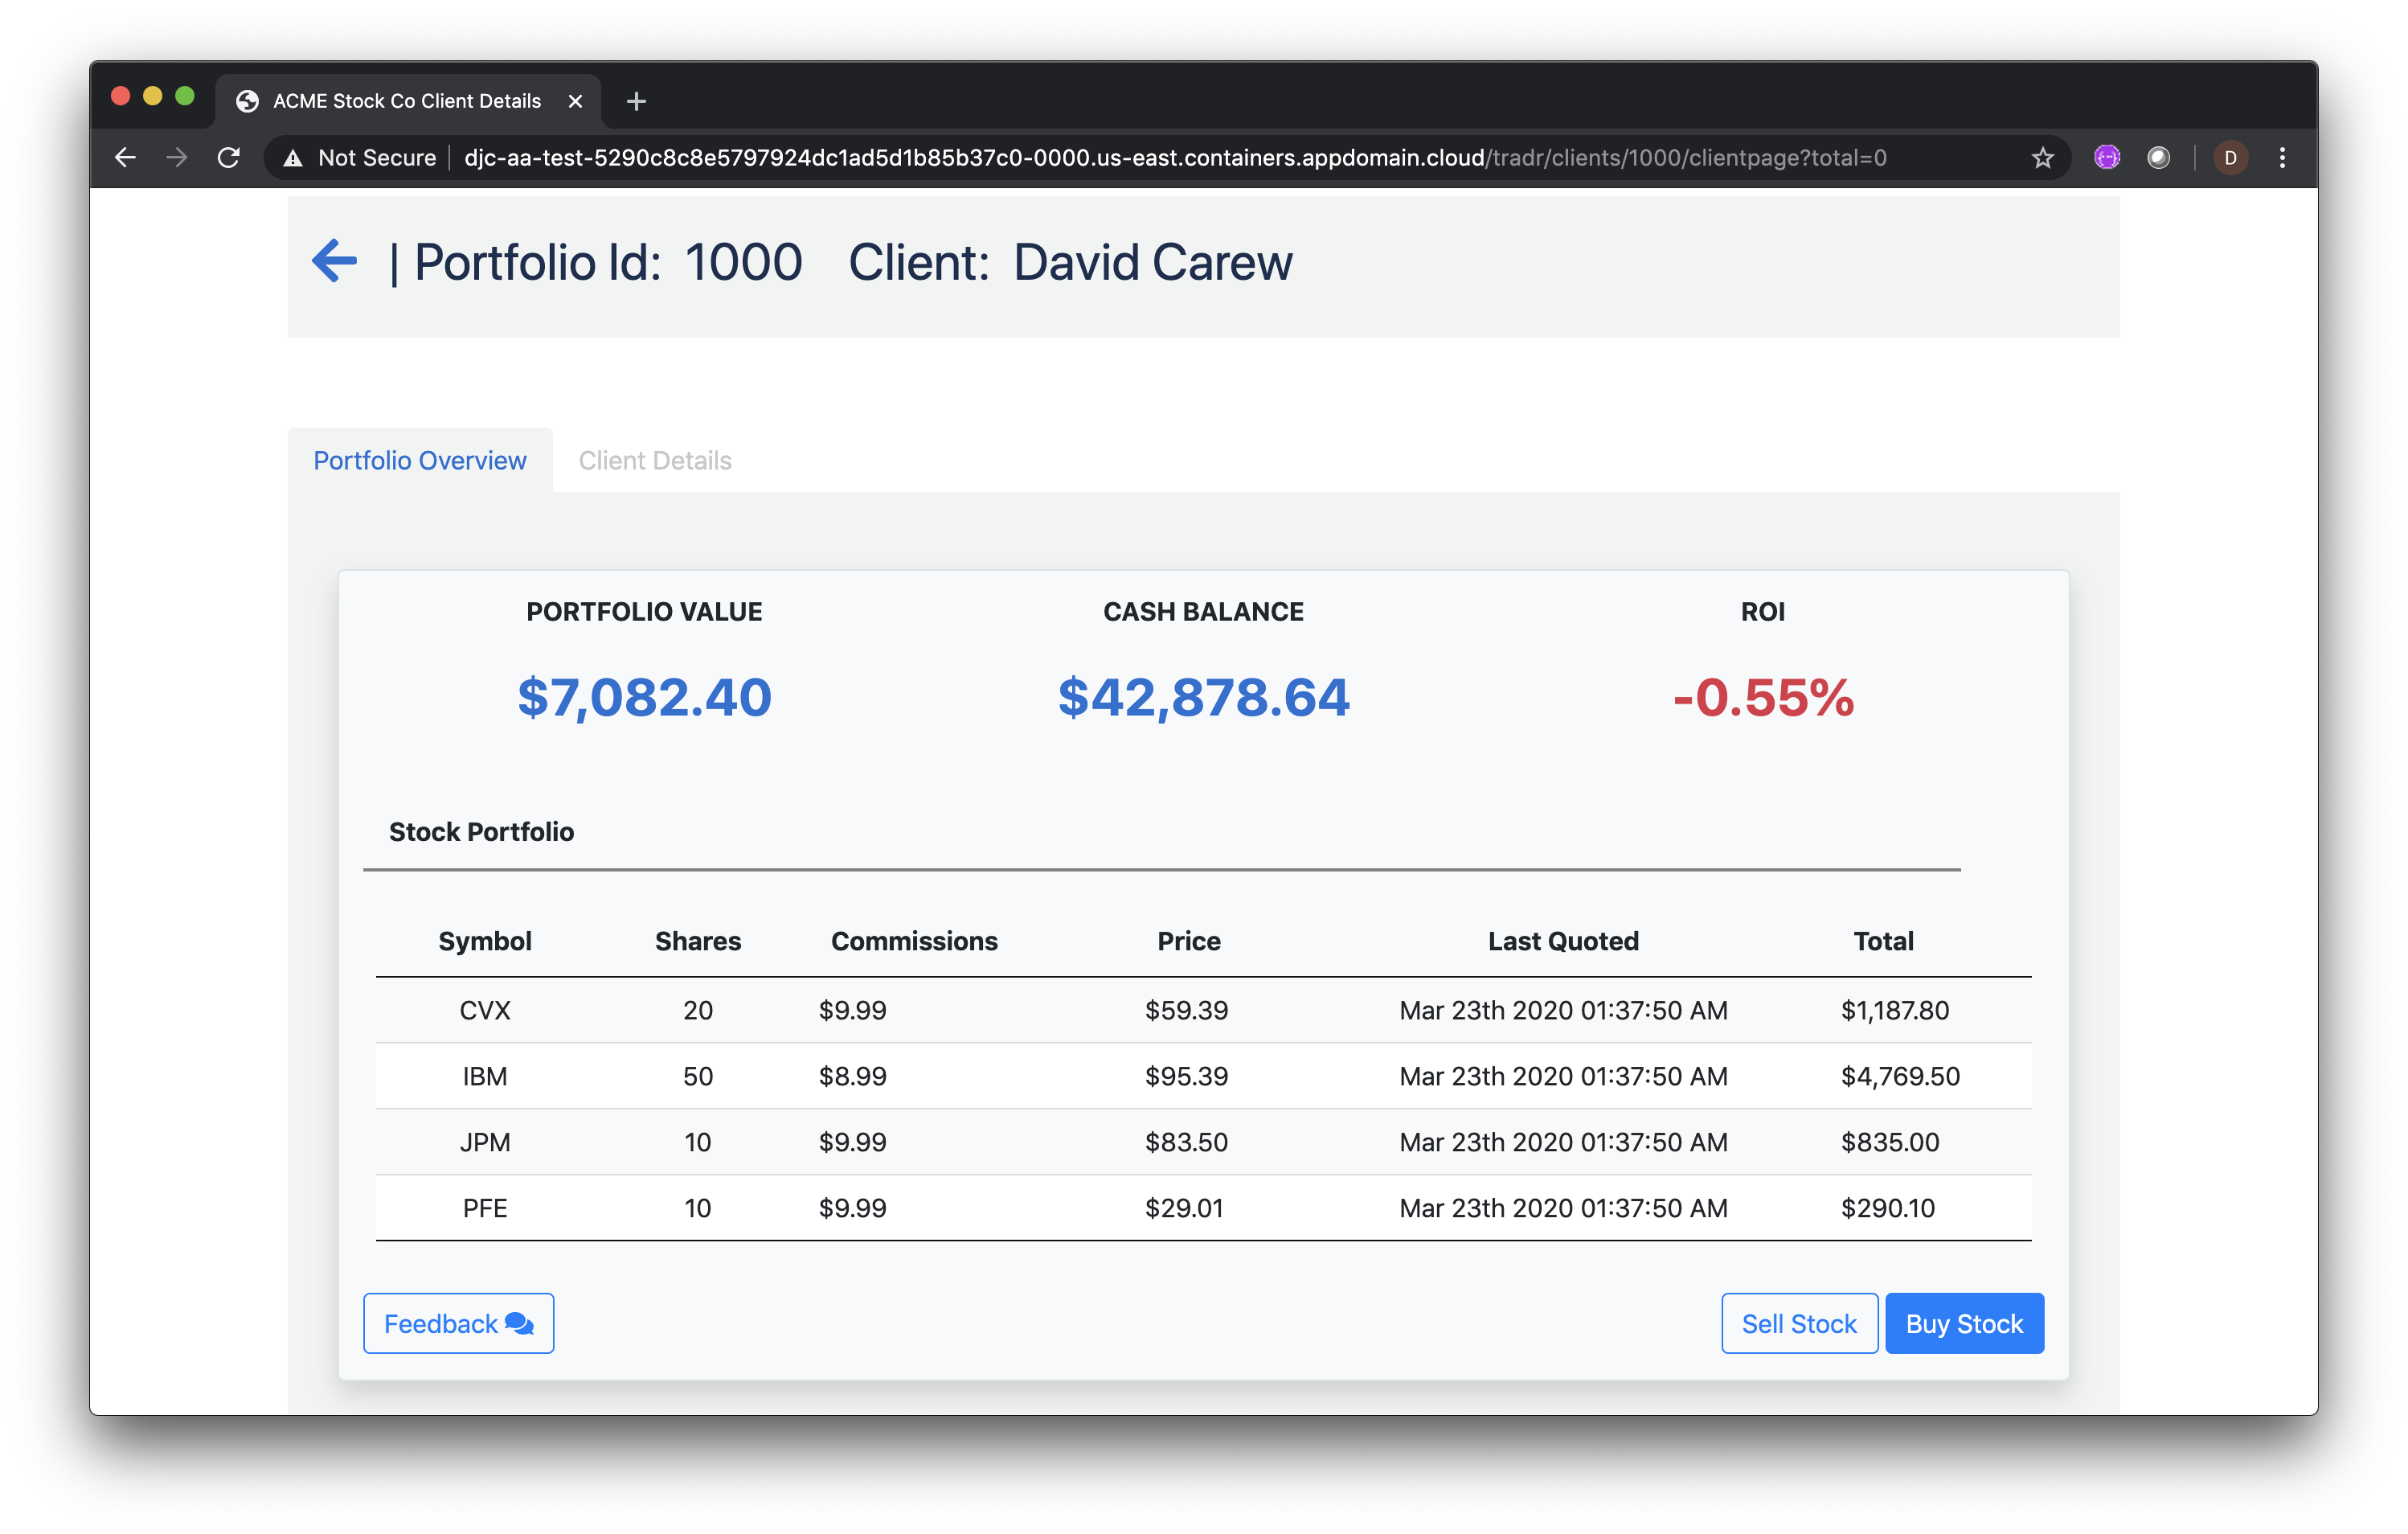 ACME Stock Co Client Details
Not Secure djc-aa-test-5290c8c8e5797924dc1ad5d1b85b37c0-0000.us-east.containers.appdomain.cloud/tradr/clients/1000/clientpage?total=0 D
| Portfolio Id: 1000 Client: David Carew
Portfolio Overview Client Details
PORTFOLIO VALUE CASH BALANCE ROI
$7,082.40 $42,878.64 -0.55%
Stock Portfolio
Symbol Shares Commissions Price Last Quoted Total
CVX 20 $9.99 $59.39 Mar 23th 2020 01:37:50 AM $1,187.80
IBM 50 $8.99 $95.39 Mar 23th 2020 01:37:50 AM $4,769.50
JPM 10 $9.99 $83.50 Mar 23th 2020 01:37:50 AM $835.00
PFE 10 $9.99 $29.01 Mar 23th 2020 01:37:50 AM $290.10
Feedback Sell Stock Buy Stock